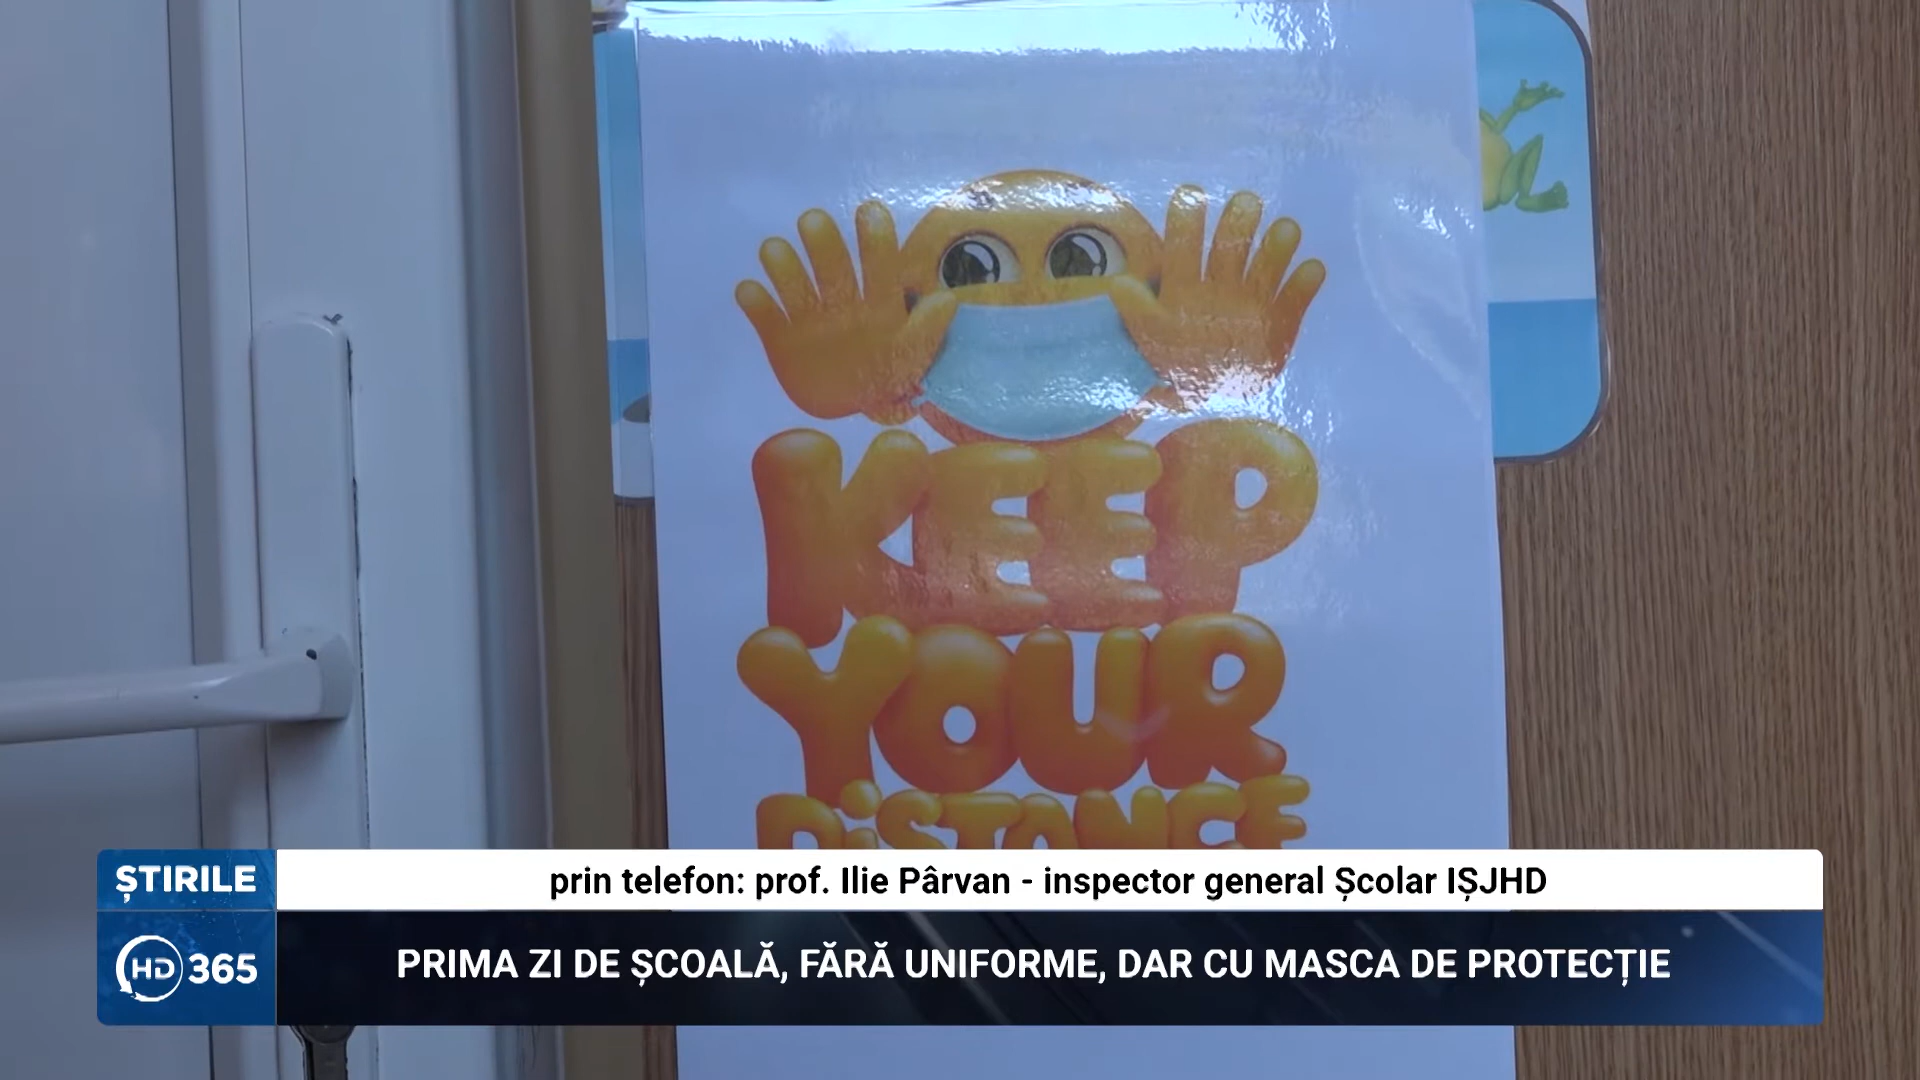 KEEP
YOUR
DiSTANCE
ȘTIRILE
prin telefon: prof. Ilie Pârvan - inspector general Școlar IȘJHD
HD 365
PRIMA ZI DE ȘCOALĂ, FĂRĂ UNIFORME, DAR CU MASCA DE PROTECȚIE